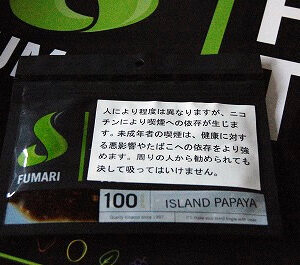 FUMARI
人により程度は異なりますが、ニコ
チンにより喫煙への依存が生じま
す。未成年者の喫煙は、健康に対す
る悪影響やたばこへの依存をより強
めます。周りの人から勧められても
決して吸ってはいけません。
FUMARI
100
ISLAND PAPAYA